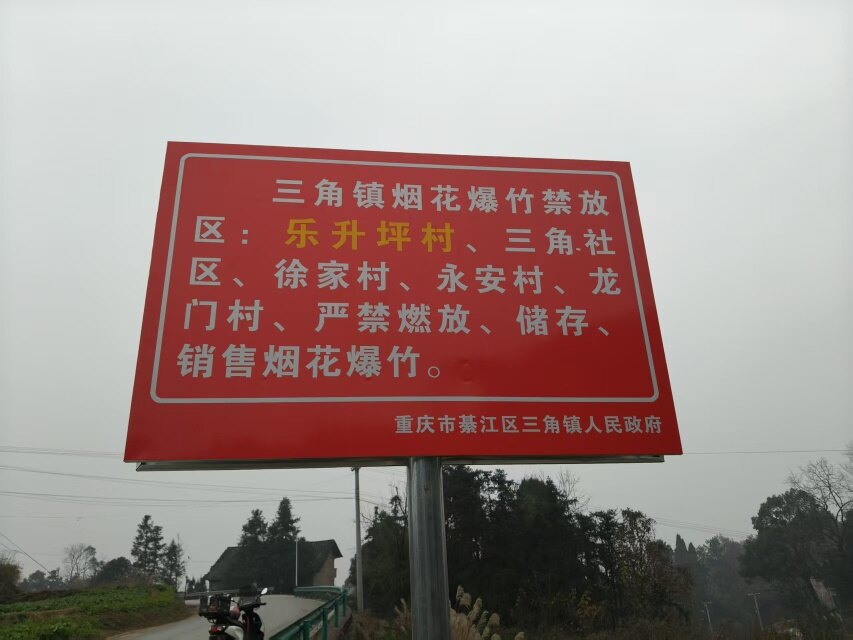 三角镇烟花爆竹禁放
区：乐升坪村、三角社
区、徐家村、永安村、龙
门村、严禁燃放、储存、
销售烟花爆竹。
重庆市綦江区三角镇人民政府